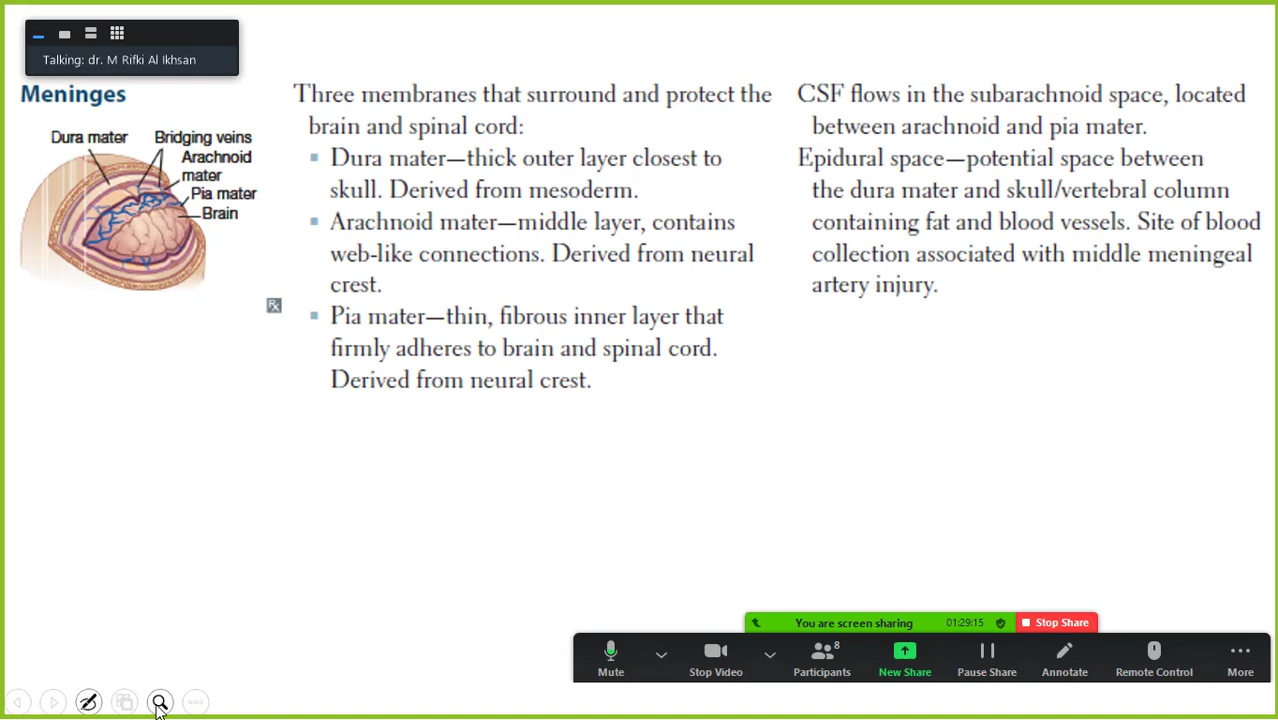 Talking: dr. M Rifki Al Ikhsan
Meninges
Dura mater
Bridging veins
Arachnoid
mater
Pia mater
Brain
Rx
Three membranes that surround and protect the
brain and spinal cord:
Dura mater—thick outer layer closest to
skull. Derived from mesoderm.
Arachnoid mater—middle layer, contains
web-like connections. Derived from neural
crest.
Pia mater—thin, fibrous inner layer that
firmly adheres to brain and spinal cord.
Derived from neural crest.
CSF flows in the subarachnoid space, located
between arachnoid and pia mater.
Epidural space—potential space between
the dura mater and skull/vertebral column
containing fat and blood vessels. Site of blood
collection associated with middle meningeal
artery injury.
You are screen sharing
01:29:15
Stop Share
Mute
Stop Video
8
Participants
New Share
Pause Share
Annotate
Remote Control
More